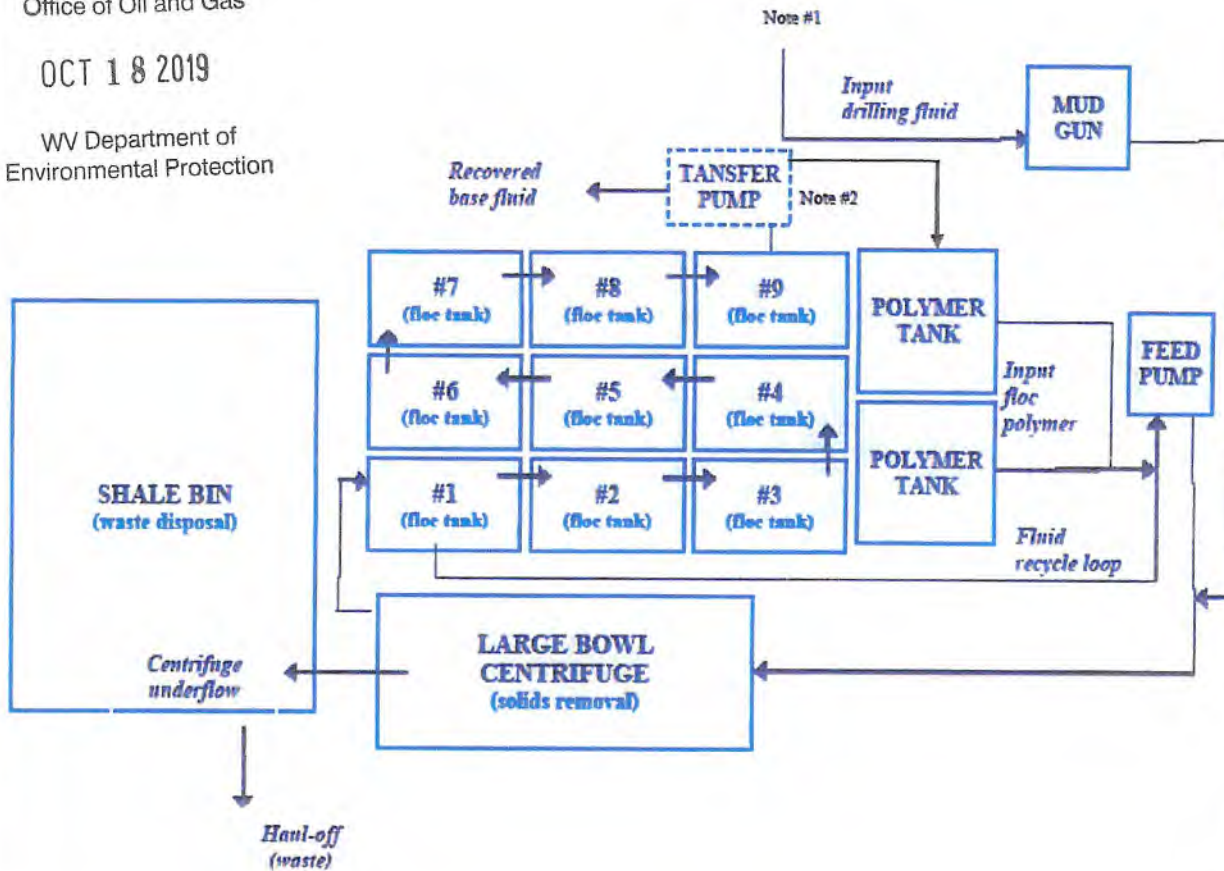 Office of Oil and Gas
OCT 18 2019
WV Department of
Environmental Protection
Note #1
Input
drilling fluid
MUD
GUN
Recovered
base fluid
TANSFER
PUMP
Note #2
#7
(floc tank)
#8
(floc tank)
#9
(floc tank)
POLYMER
TANK
FEED
PUMP
#6
(floc tank)
#5
(floc tank)
#4
(floc tank)
Input
floc
polymer
#1
(floc tank)
#2
(floc tank)
#3
(floc tank)
POLYMER
TANK
SHALE BIN
(waste disposal)
Fluid
recycle loop
LARGE BOWL
CENTRIFUGE
(solids removal)
Centrifuge
underflow
Haul-off
(waste)